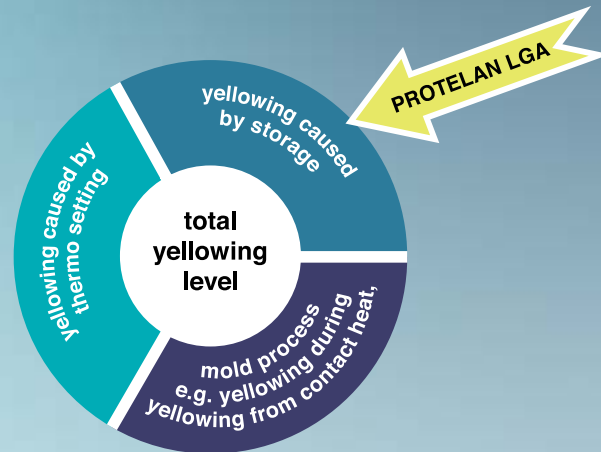 PROTELAN LGA
yellowing caused
by storage
yellowing caused by
thermo setting
total
yellowing
level
mold process
e.g. yellowing during
yellowing from contact heat,